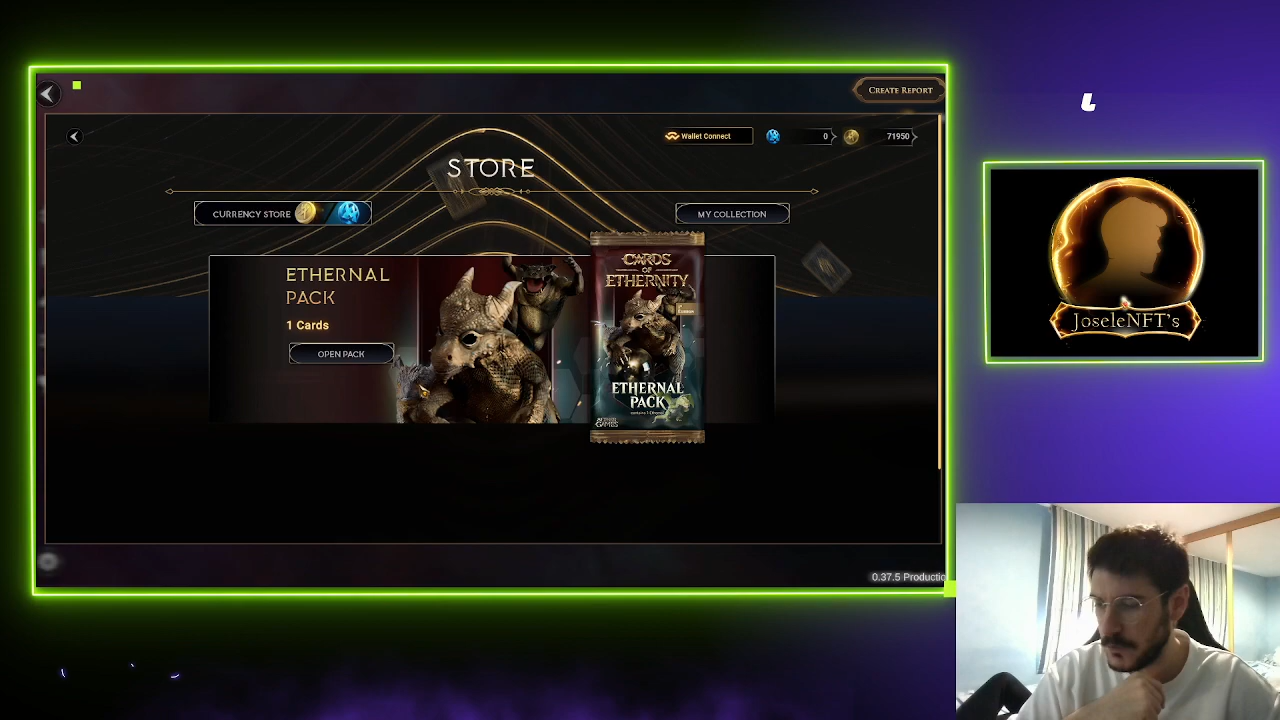 CREATE REPORT
Wallet Connect
0
71950
STORE
CURRENCY STORE
MY COLLECTION
ETHERNAL
PACK
1 Cards
OPEN PACK
CARDS
OF
ETHERNITY
ETHERNAL
PACK
JoseleNFT's
0.37.5 Productio